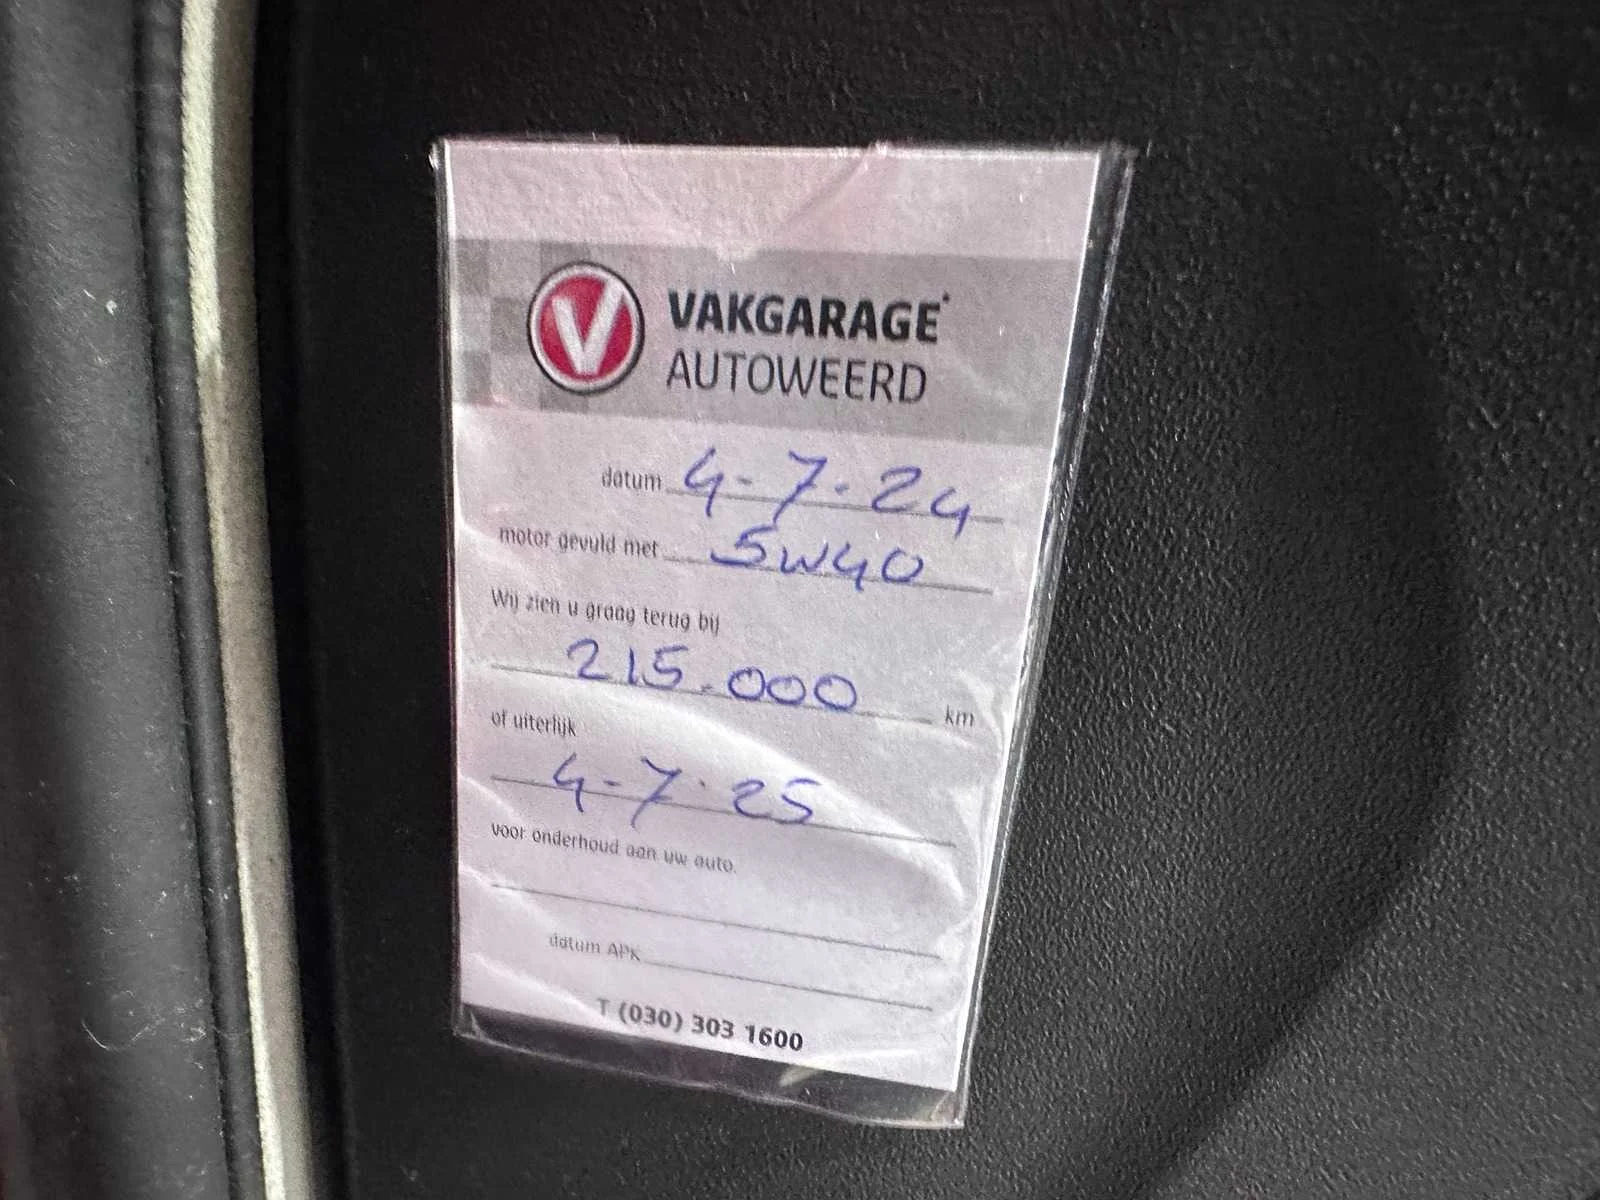 V VAKGARAGE
AUTOWEERD
datum 4-7-24
motor gevuld met 5W40
Wij zien u graag terug bij
215.000 km
of uiterlijk
4-7-25
voor onderhoud aan uw auto.
datum APK
T (030) 303 1600